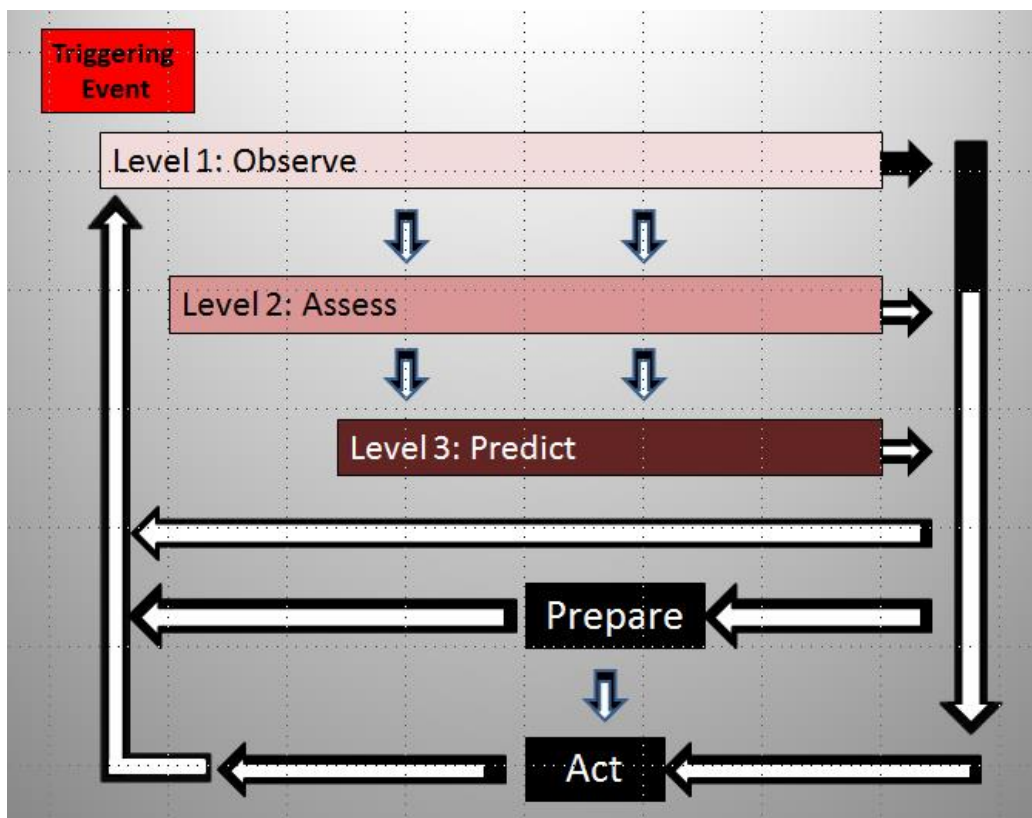 Triggering
Event
Level 1: Observe
Level 2: Assess
Level 3: Predict
Prepare
Act